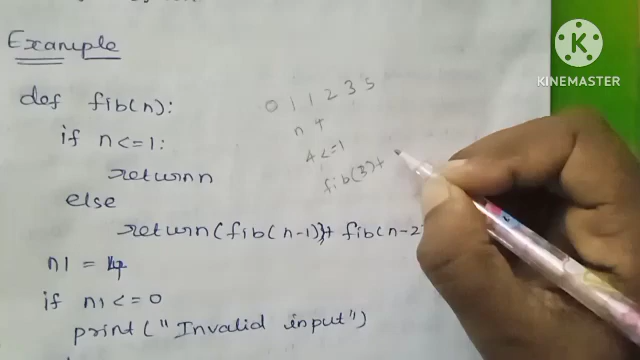 Example
def fib(n):
if n<=1:
return n
else
return(fib(n-1))+ fib(n-2)
n1 = 4
if n1 <= 0
print("Invalid input")
0 1 1 2 3 5
n 4
4 <= 1
fib(3)+
KINEMASTER